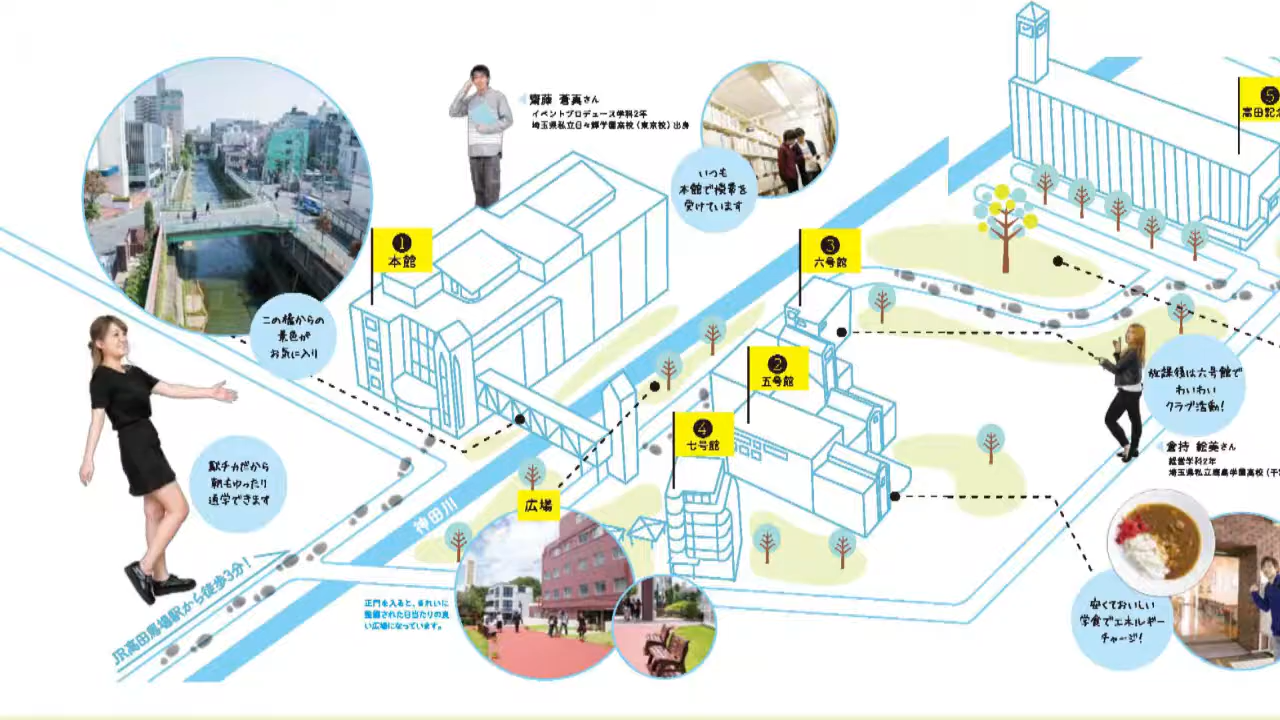 齋藤 蒼真さん
イベントプロデュース学科2年
埼玉県私立日々輝学園高校（東京校）出身
いつも
本館で授業を
受けています
❶
本館
この橋からの
景色が
お気に入り
駅チカだから
朝もゆったり
通学できます
JR高田馬場駅から徒歩3分！
神田川
❸
六号館
❷
五号館
❹
七号館
広場
正門を入ると、きれいに
整備された日当たりの良
い広場になっています。
❺
高田記念
放課後は六号館で
わいわい
クラブ活動！
倉持 絵美さん
経営学科2年
埼玉県私立鹿島学園高校（千
安くておいしい
学食でエネルギー
チャージ！